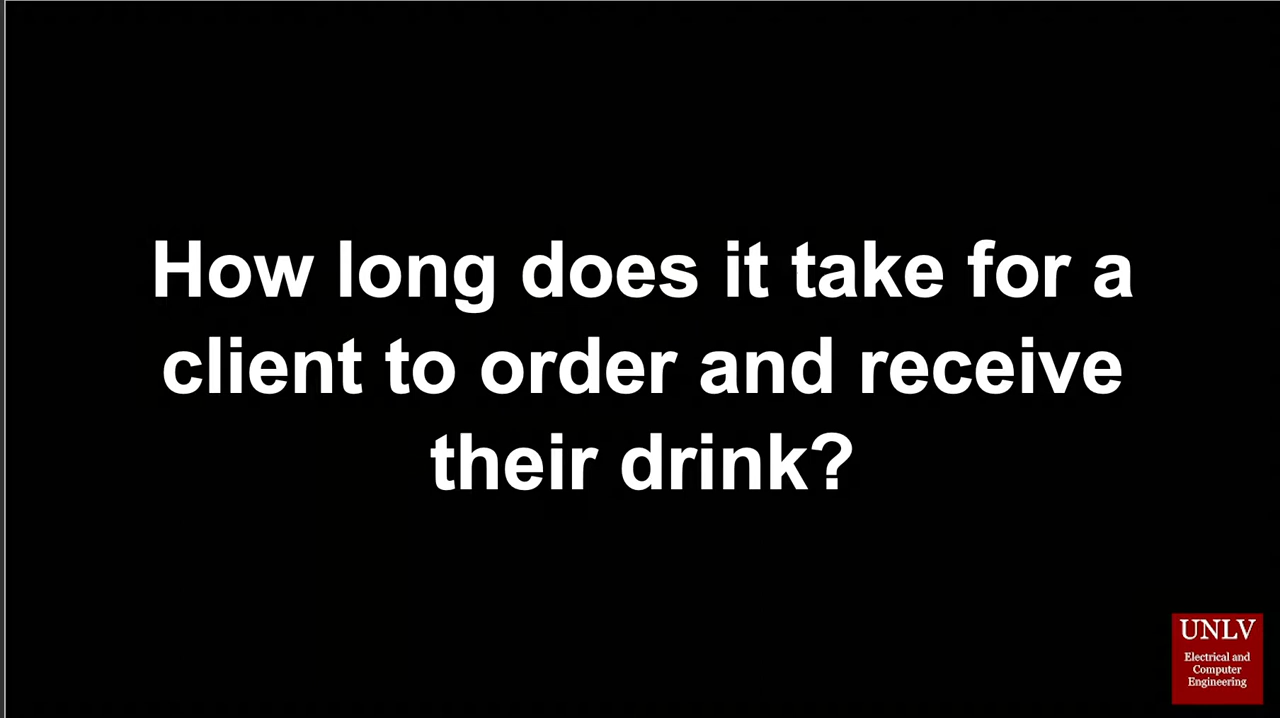 How long does it take for a
client to order and receive
their drink?
UNLV
Electrical and
Computer
Engineering